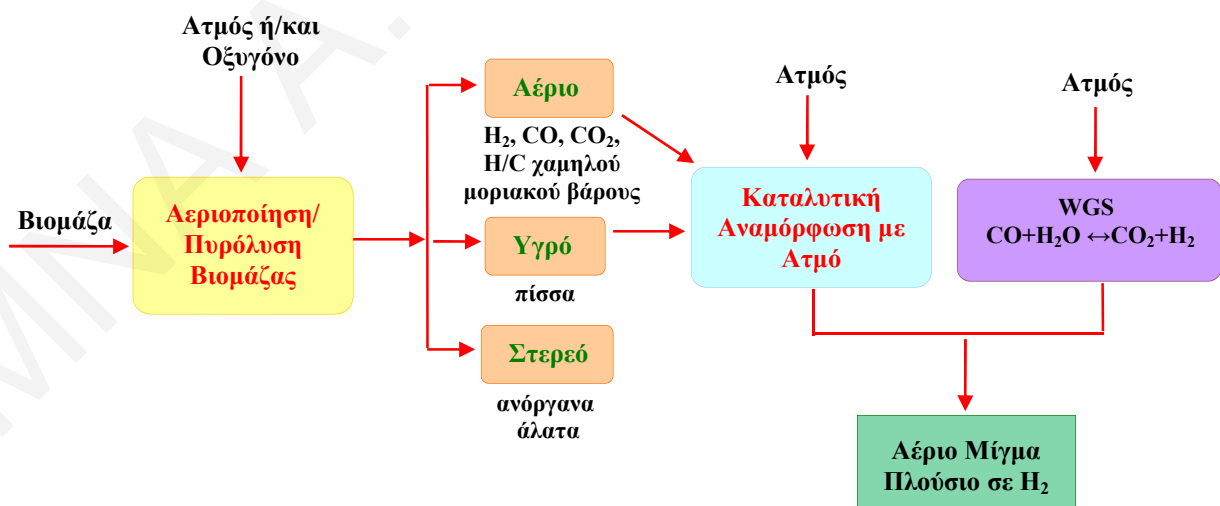 Ατμός ή/και
Οξυγόνο
Βιομάζα
Αεριοποίηση/
Πυρόλυση
Βιομάζας
Αέριο
H₂, CO, CO₂,
H/C χαμηλού
μοριακού βάρους
Υγρό
πίσσα
Στερεό
ανόργανα
άλατα
Ατμός
Καταλυτική
Αναμόρφωση με
Ατμό
Ατμός
WGS
CO+H₂O ↔CO₂+H₂
Αέριο Μίγμα
Πλούσιο σε H₂